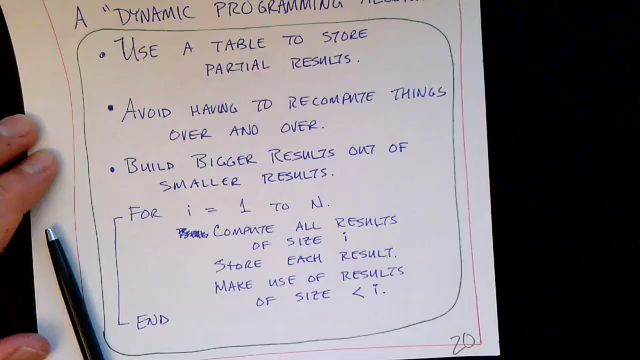 A "DYNAMIC PROGRAMMING
• USE A TABLE TO STORE
PARTIAL RESULTS.
• AVOID HAVING TO RECOMPUTE THINGS
OVER AND OVER.
• BUILD BIGGER RESULTS OUT OF
SMALLER RESULTS.
FOR i = 1 TO N.
COMPUTE ALL RESULTS
OF SIZE i
STORE EACH RESULT.
MAKE USE OF RESULTS
OF SIZE < i.
END
20